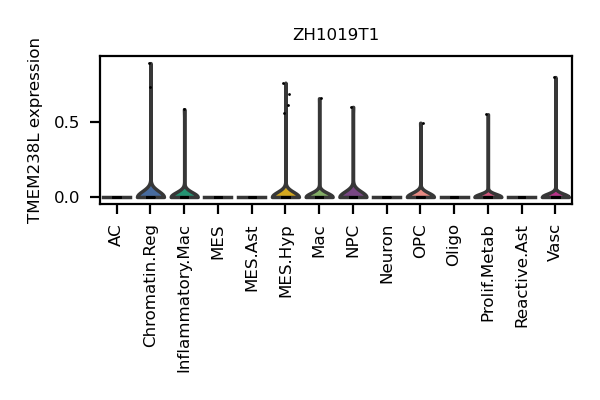 ZH1019T1
TMEM238L expression
0.5
0.0
AC
Chromatin.Reg
Inflammatory.Mac
MES
MES.Ast
MES.Hyp
Mac
NPC
Neuron
OPC
Oligo
Prolif.Metab
Reactive.Ast
Vasc